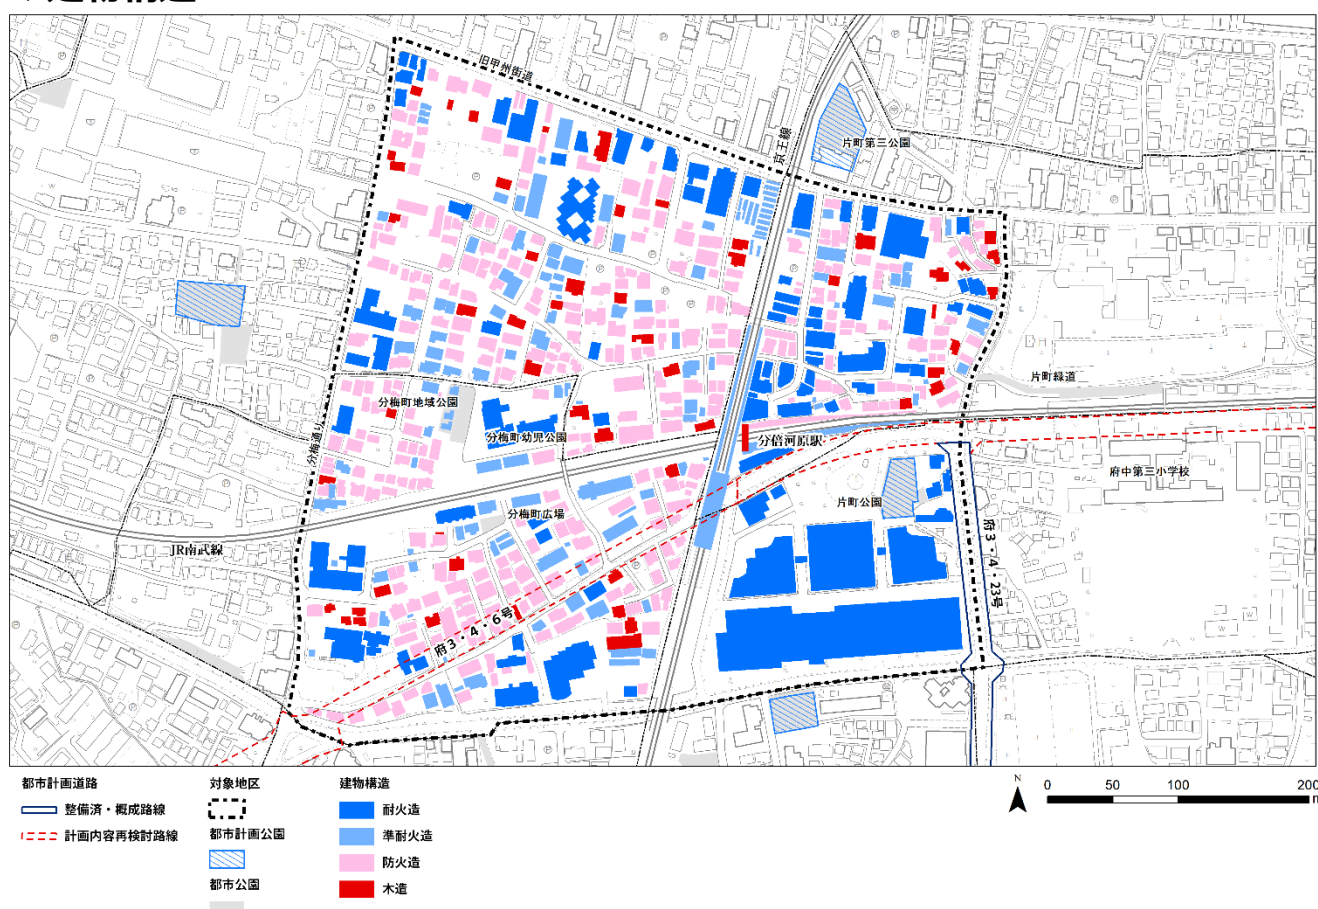 旧甲州街道
京王線
片町第三公園
片町緑道
分梅町地域公園
分梅町幼児公園
分梅通り
分倍河原駅
府中第三小学校
片町公園
分梅町広場
JR南武線
府3・4・6号
府3・4・23号
都市計画道路
整備済・概成路線
計画内容再検討路線
対象地区
都市計画公園
都市公園
建物構造
耐火造
準耐火造
防火造
木造
N
0 50 100 200
m